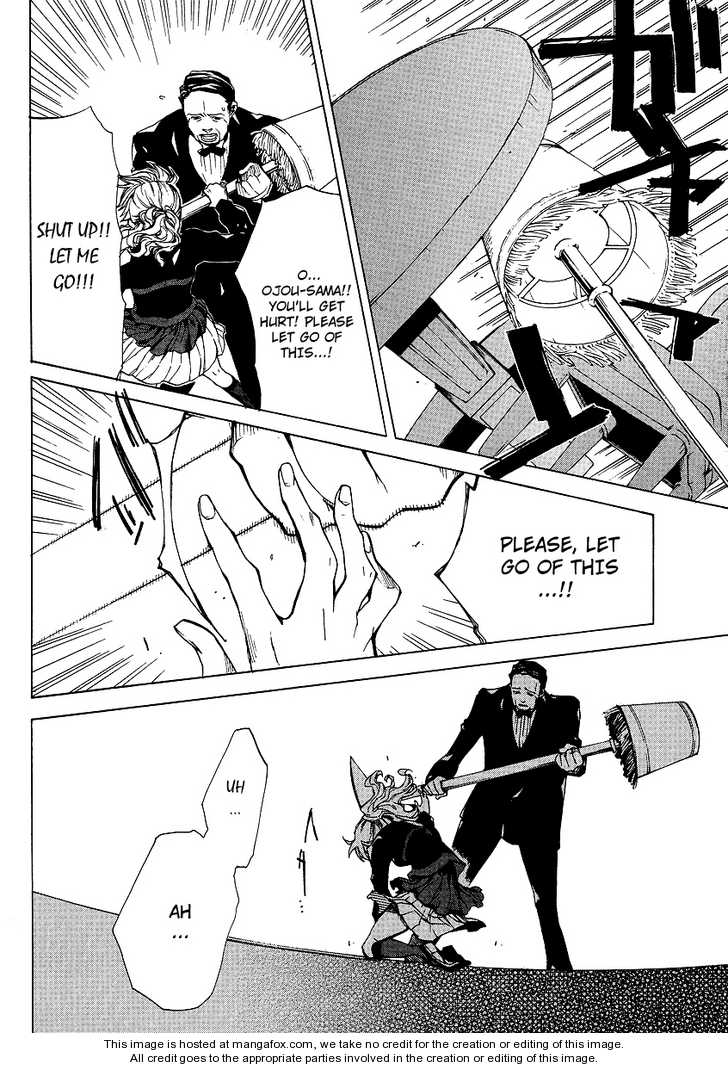 ガ
タ
タ
O...
OJOU-SAMA!!
YOU'LL GET
HURT! PLEASE
LET GO OF
THIS...!
SHUT UP!!
LET ME
GO!!!
PLEASE, LET
GO OF THIS
...!!
UH
...
AH
...
This image is hosted at mangafox.com, we take no credit for the creation or editing of this image.
All credit goes to the appropriate parties involved in the creation or editing of this image.